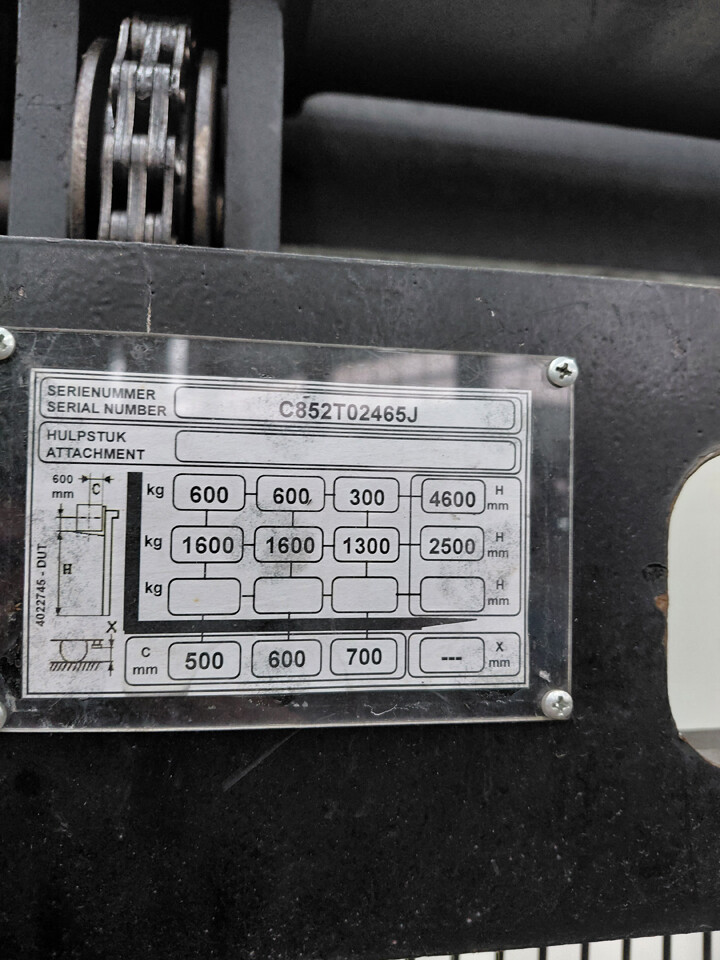 SERIENUMMER
SERIAL NUMBER C852T02465J
HULPSTUK
ATTACHMENT
600 mm C kg 600 600 300 4600 H mm
H kg 1600 1600 1300 2500 H mm
kg H mm
X
C mm 500 600 700 --- X mm
4022745 - DUT